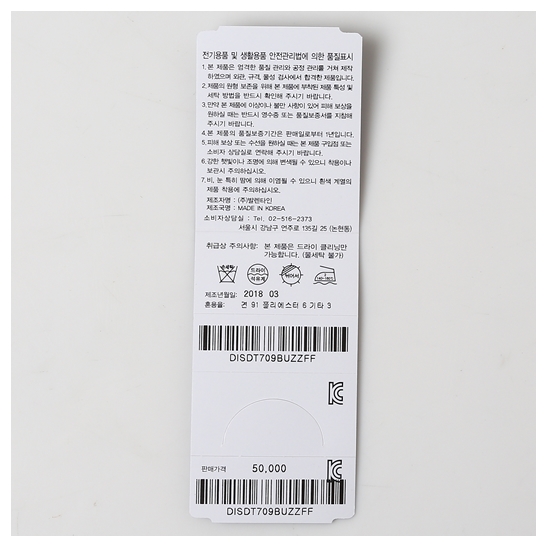 전기용품 및 생활용품 안전관리법에 의한 품질표시
1. 본 제품은 엄격한 품질 관리와 공정 관리를 거쳐 제작
하였으며 외관, 규격, 물성 검사에서 합격한 제품입니다.
2. 제품의 원형 보존을 위해 본 제품에 부착된 제품 특성 및
세탁 방법을 반드시 확인해 주시기 바랍니다.
3. 만약 본 제품에 이상이나 불만 사항이 있어 피해 보상을
원하실 때는 반드시 영수증 또는 품질보증서를 지참해
주시기 바랍니다.
4. 본 제품의 품질보증기간은 판매일로부터 1년입니다.
5. 피해 보상 또는 수선을 원하실 때는 본 제품 구입점 또는
소비자 상담실로 연락해 주시기 바랍니다.
6. 강한 햇빛이나 조명에 의해 변색될 수 있으니 착용이나
보관시 주의하십시오.
7. 비, 눈 특히 땀에 의해 이염될 수 있으니 흰색 계열의
제품 착용에 주의하십시오.
제조자명 : (주)발렌타인
제조국명 : MADE IN KOREA
소비자상담실 : Tel. 02-516-2373
서울시 강남구 언주로 135길 25 (논현동)
취급상 주의사항: 본 제품은 드라이 클리닝만
가능합니다. (물세탁 불가)
드라이
석유계
제조년월일: 2018 03
혼용율: 면 91 폴리에스터 6 기타 3
DISDT709BUZZFF
판매가격 50,000
DISDT709BUZZFF